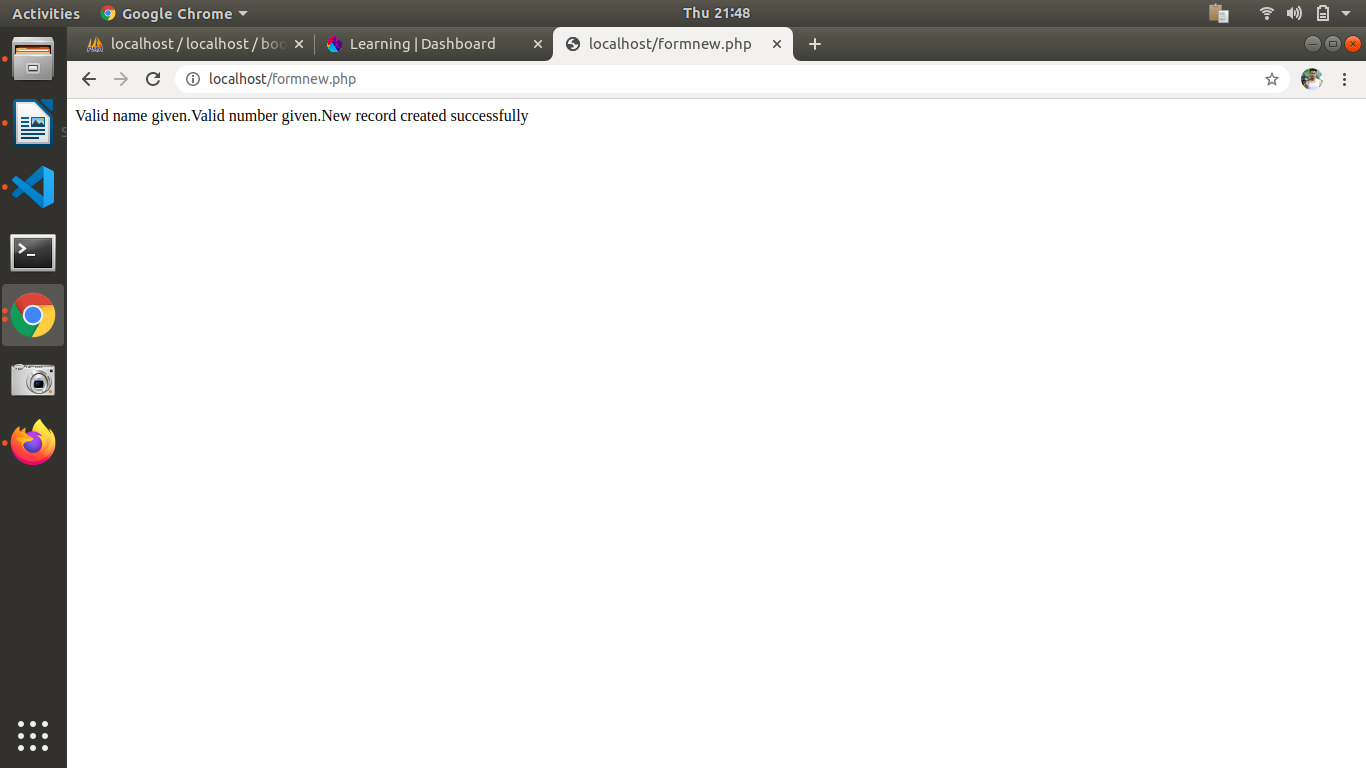 Activities Google Chrome Thu 21:48
localhost / localhost / boo Learning | Dashboard localhost/formnew.php
localhost/formnew.php
Valid name given.Valid number given.New record created successfully